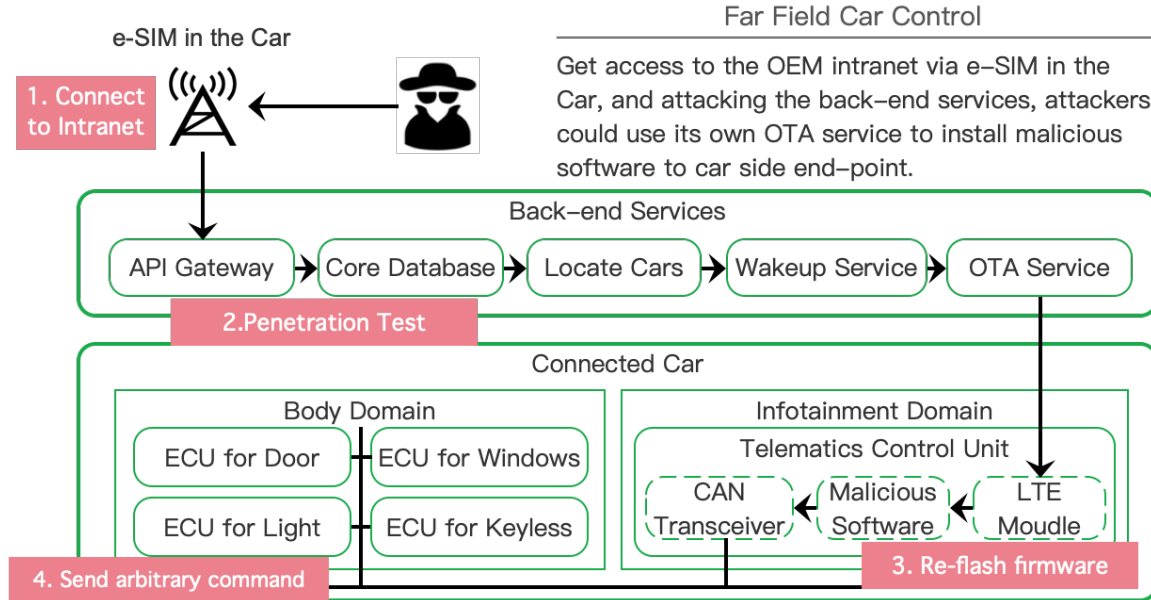 Far Field Car Control
e-SIM in the Car
1. Connect
to Intranet
Get access to the OEM intranet via e-SIM in the
Car, and attacking the back-end services, attackers
could use its own OTA service to install malicious
software to car side end-point.
Back-end Services
API Gateway
Core Database
Locate Cars
Wakeup Service
OTA Service
2.Penetration Test
Connected Car
Body Domain
ECU for Door
ECU for Windows
ECU for Light
ECU for Keyless
Infotainment Domain
Telematics Control Unit
CAN
Transceiver
Malicious
Software
LTE
Moudle
3. Re-flash firmware
4. Send arbitrary command